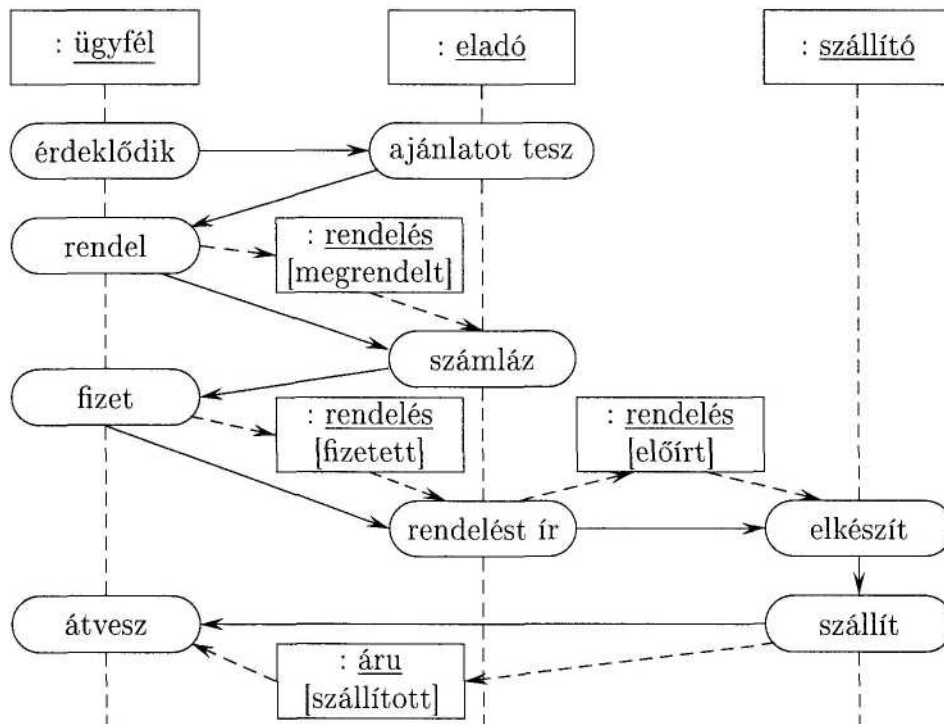 : ügyfél
: eladó
: szállító
érdeklődik
ajánlatot tesz
rendel
: rendelés
[megrendelt]
számláz
fizet
: rendelés
[fizetett]
: rendelés
[előírt]
rendelést ír
elkészít
átvesz
szállít
: áru
[szállított]